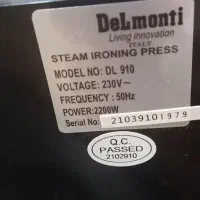 DeLmonti
Living innovation
ITALY
STEAM IRONING PRESS
MODEL NO: DL 910
VOLTAGE: 230V~
FREQUENCY: 50Hz
POWER: 2200W
Serial No: 21039101979
Q.C.
PASSED
2102910